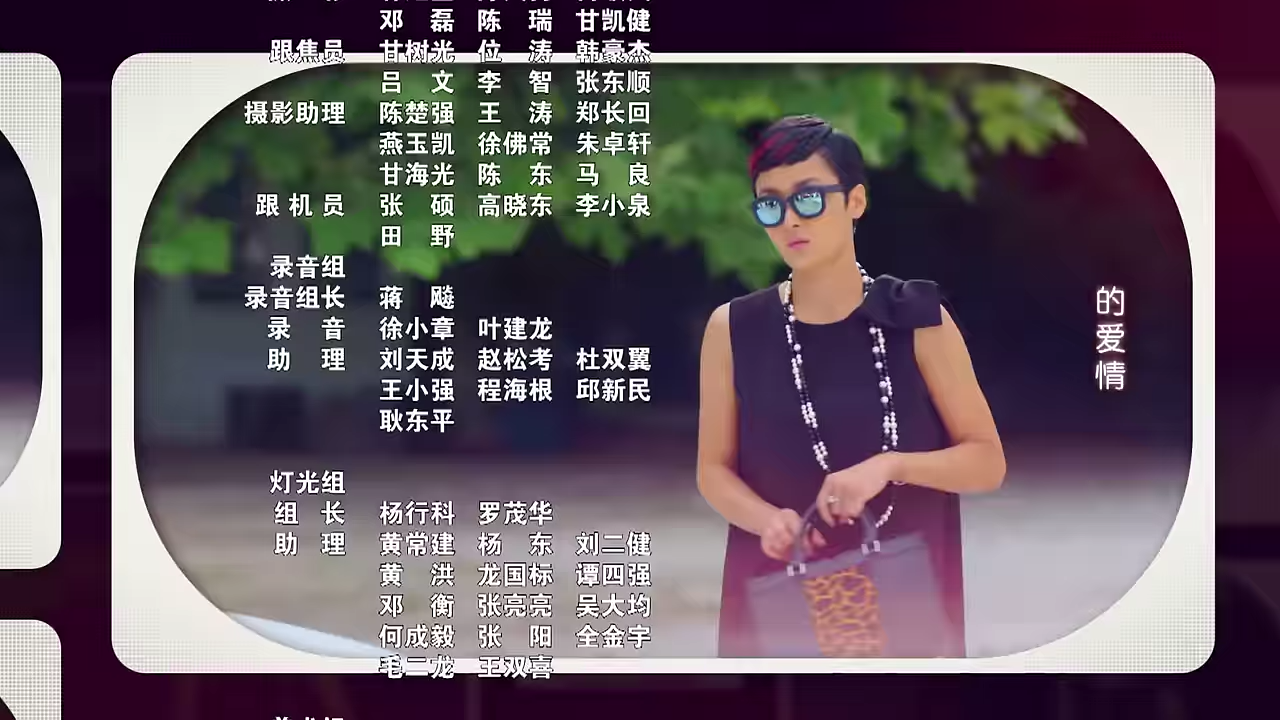 邓　磊　陈　瑞　甘凯健
跟焦员　甘树光　位　涛　韩豪杰
吕　文　李　智　张东顺
摄影助理　陈楚强　王　涛　郑长回
燕玉凯　徐佛常　朱卓轩
甘海光　陈　东　马　良
跟机员　张　硕　高晓东　李小泉
田　野
录音组
录音组长　蒋　飚
录　音　徐小章　叶建龙
助　理　刘天成　赵松考　杜双翼
王小强　程海根　邱新民
耿东平
灯光组
组　长　杨行科　罗茂华
助　理　黄常建　杨　东　刘二健
黄　洪　龙国标　谭四强
邓　衡　张亮亮　吴大均
何成毅　张　阳　全金宇
毛二龙　王双喜
的爱情